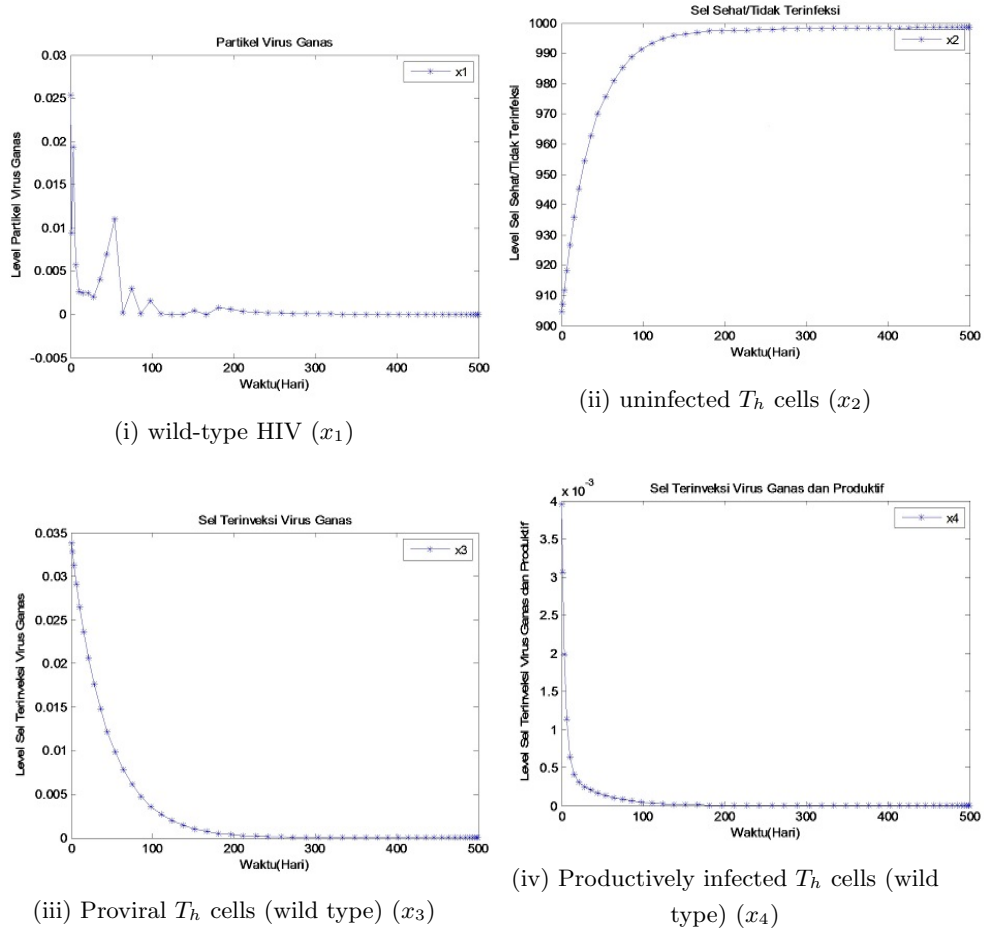 Partikel Virus Ganas
0.03
0.025
0.02
0.015
0.01
0.005
0
-0.005
Level Partikel Virus Ganas
x1
0 100 200 300 400 500
Waktu(Hari)
(i) wild-type HIV (x1)
Sel Sehat/Tidak Terinfeksi
1000
990
980
970
960
950
940
930
920
910
900
Level Sel Sehat/Tidak Terinfeksi
x2
0 100 200 300 400 500
Waktu(Hari)
(ii) uninfected Th cells (x2)
Sel Terinveksi Virus Ganas
0.035
0.03
0.025
0.02
0.015
0.01
0.005
0
Level Sel Terinveksi Virus Ganas
x3
0 100 200 300 400 500
Waktu(Hari)
(iii) Proviral Th cells (wild type) (x3)
x 10^-3
Sel Terinveksi Virus Ganas dan Produktif
4
3.5
3
2.5
2
1.5
1
0.5
0
Level Sel Terinveksi Virus Ganas dan Produktif
x4
0 100 200 300 400 500
Waktu(Hari)
(iv) Productively infected Th cells (wild
type) (x4)